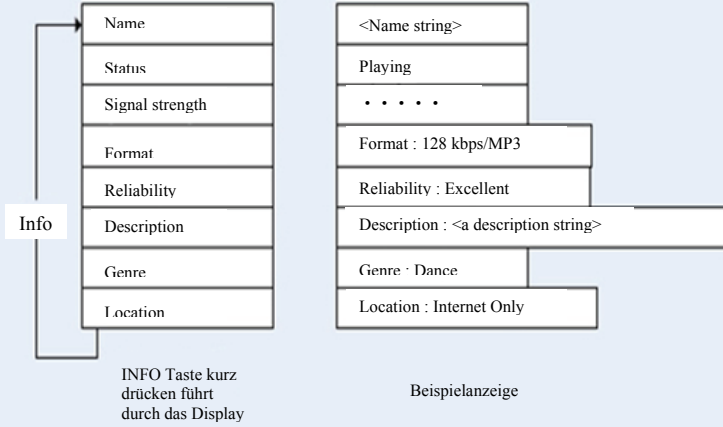 Name
Status
Signal strength
Format
Reliability
Description
Genre
Location
Info
INFO Taste kurz
drücken führt
durch das Display
<Name string>
Playing
• • • • •
Format : 128 kbps/MP3
Reliability : Excellent
Description : <a description string>
Genre : Dance
Location : Internet Only
Beispielanzeige